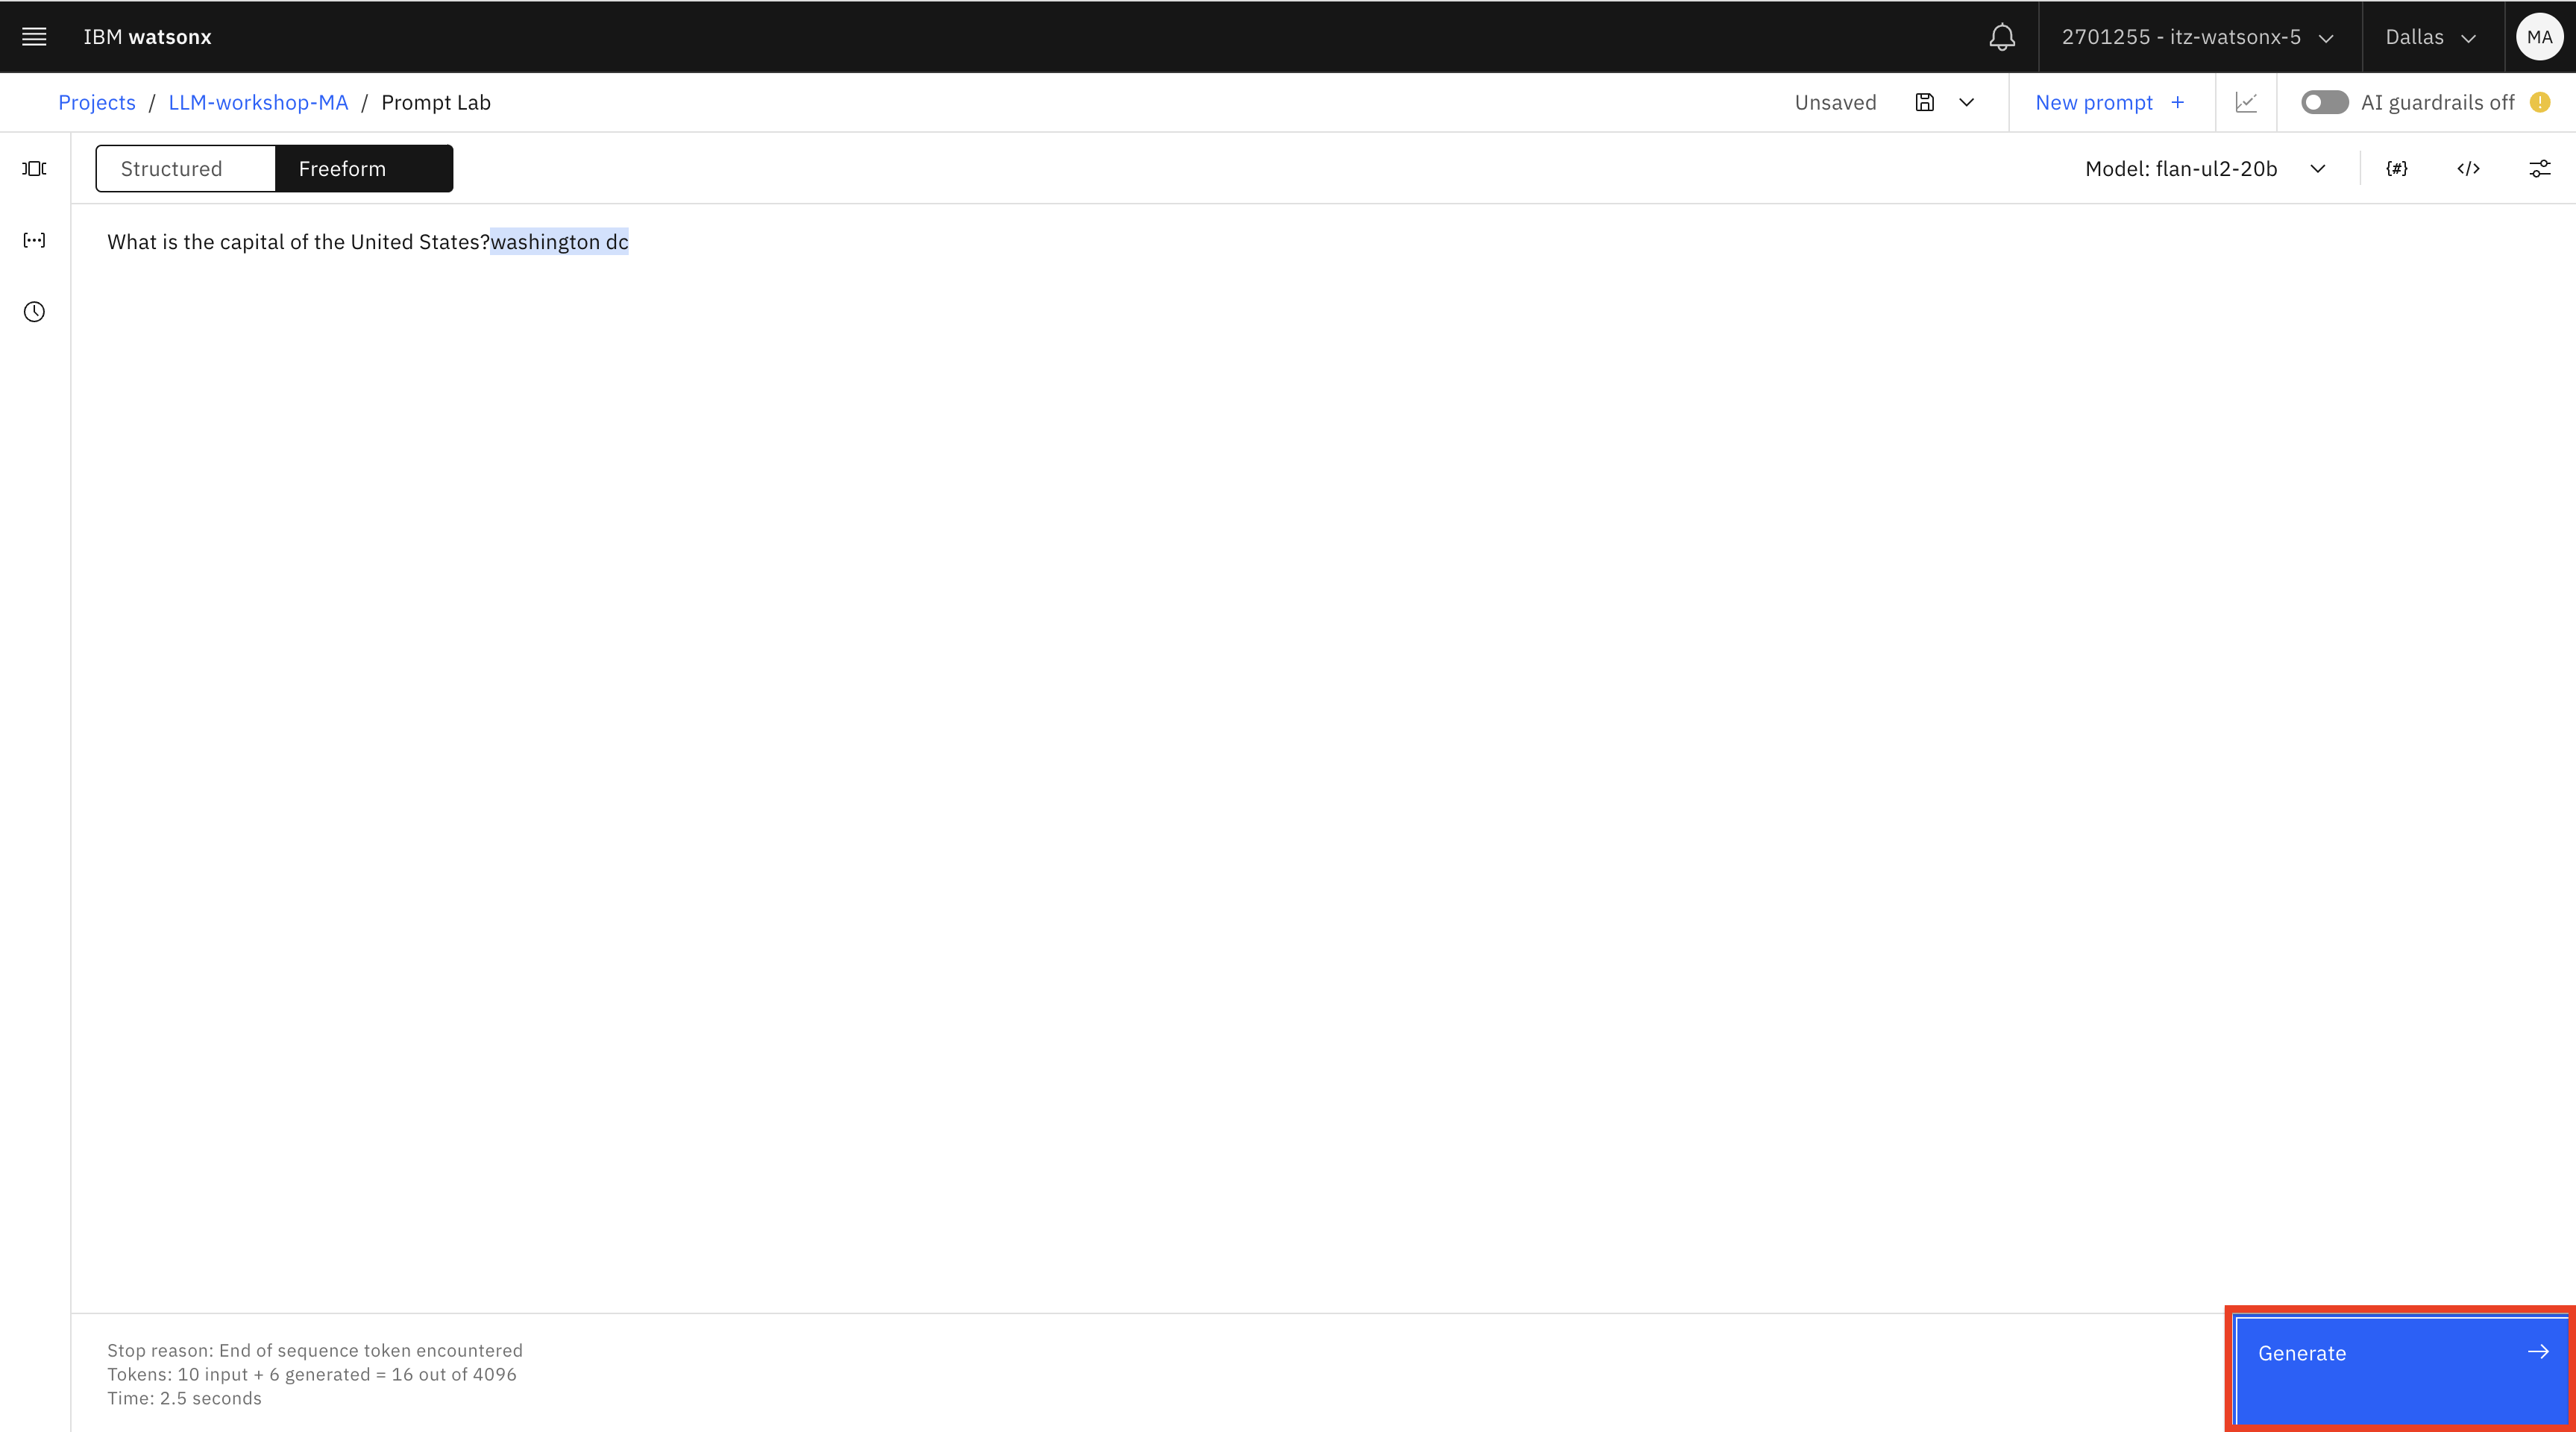 IBM watsonx
2701255 - itz-watsonx-5
Dallas
MA
Projects / LLM-workshop-MA / Prompt Lab
Unsaved
New prompt +
AI guardrails off
Structured
Freeform
Model: flan-ul2-20b
{#}
</>
What is the capital of the United States?washington dc
Stop reason: End of sequence token encountered
Tokens: 10 input + 6 generated = 16 out of 4096
Time: 2.5 seconds
Generate